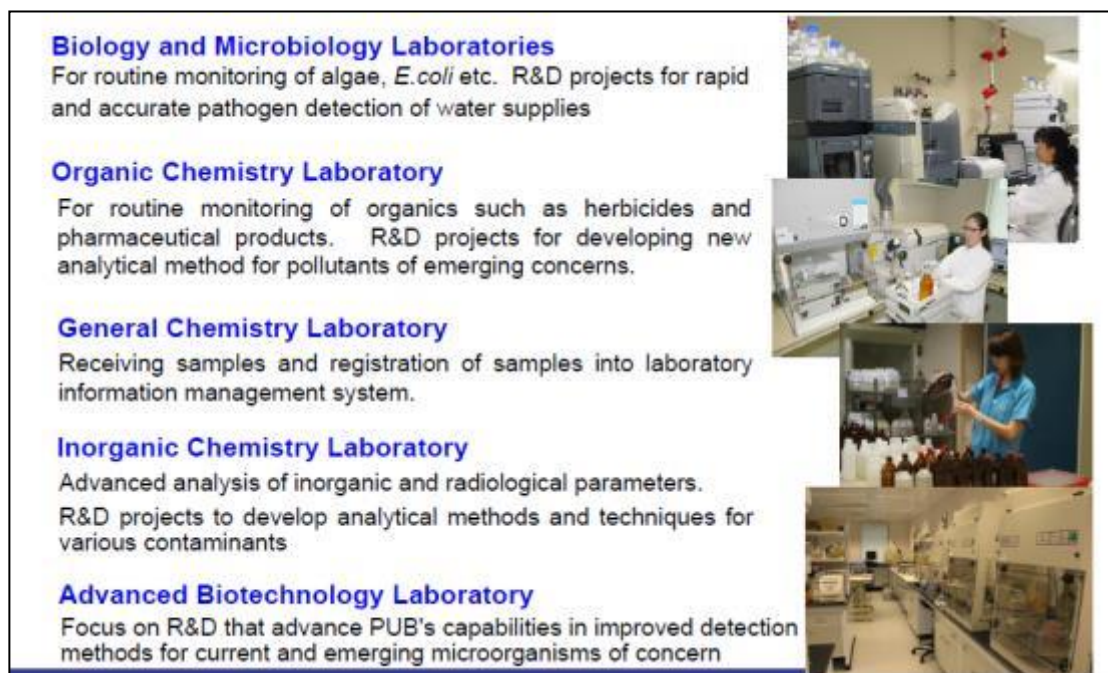 Biology and Microbiology Laboratories
For routine monitoring of algae, E.coli etc. R&D projects for rapid
and accurate pathogen detection of water supplies
Organic Chemistry Laboratory
For routine monitoring of organics such as herbicides and
pharmaceutical products. R&D projects for developing new
analytical method for pollutants of emerging concerns.
General Chemistry Laboratory
Receiving samples and registration of samples into laboratory
information management system.
Inorganic Chemistry Laboratory
Advanced analysis of inorganic and radiological parameters.
R&D projects to develop analytical methods and techniques for
various contaminants
Advanced Biotechnology Laboratory
Focus on R&D that advance PUB's capabilities in improved detection
methods for current and emerging microorganisms of concern